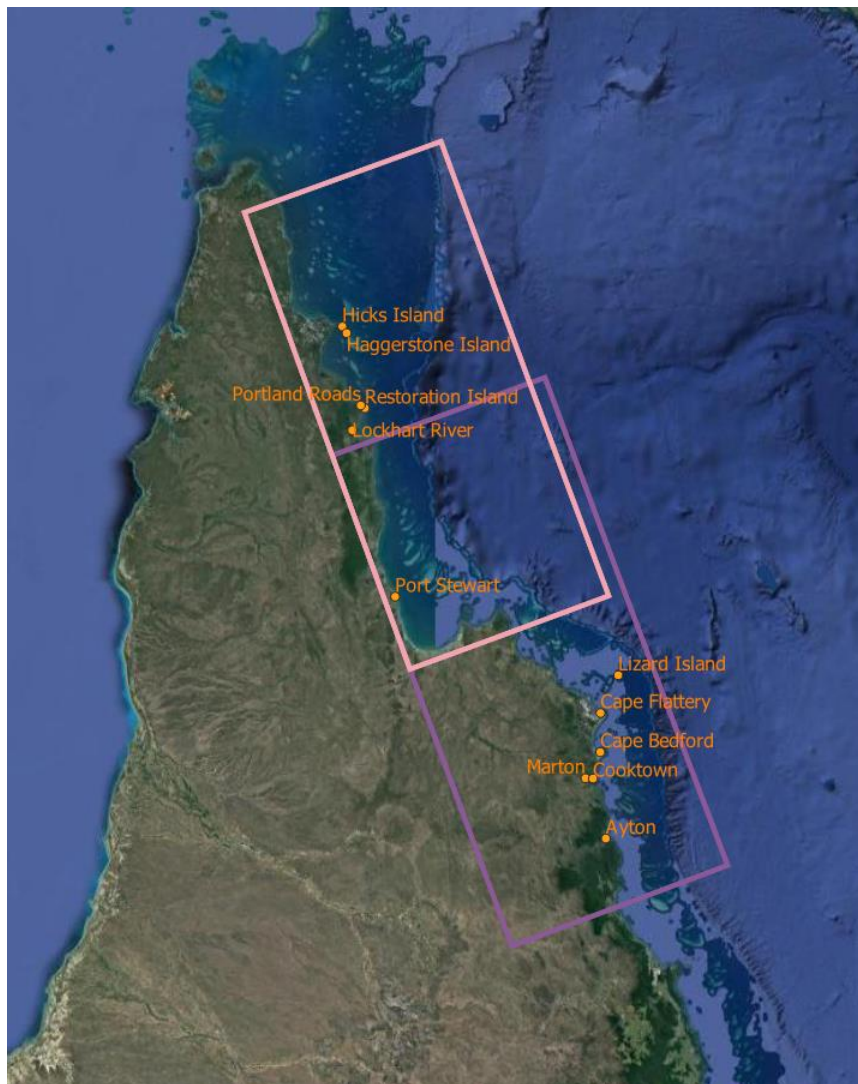 Hicks Island
Haggerstone Island
Portland Roads
Restoration Island
Lockhart River
Port Stewart
Lizard Island
Cape Flattery
Cape Bedford
Marton
Cooktown
Ayton